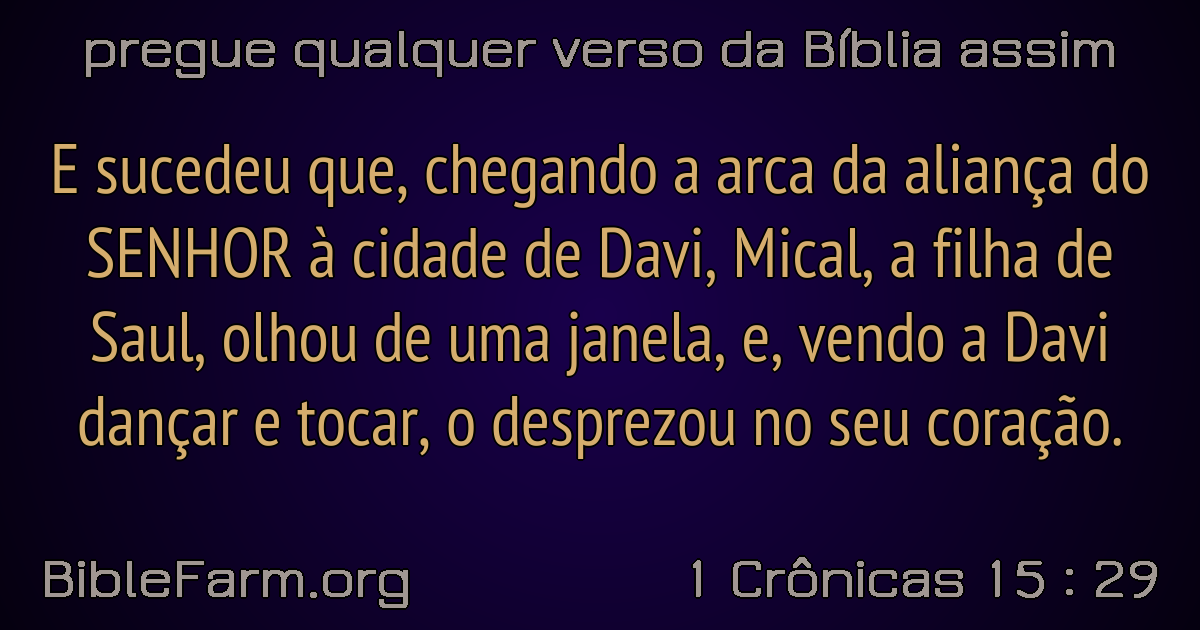 pregue qualquer verso da Bíblia assim
E sucedeu que, chegando a arca da aliança do
SENHOR à cidade de Davi, Mical, a filha de
Saul, olhou de uma janela, e, vendo a Davi
dançar e tocar, o desprezou no seu coração.
BibleFarm.org
1 Crônicas 15 : 29